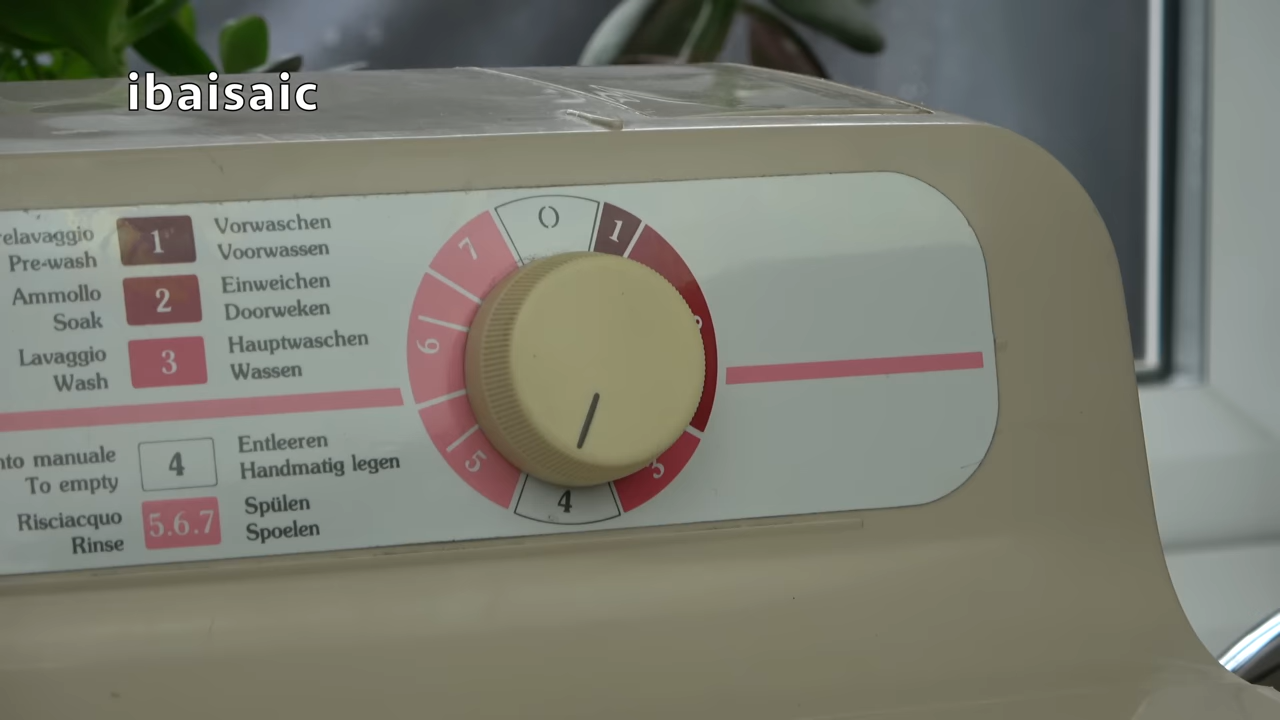 ibaisaic
relavaggio
Pre-wash
1
Vorwaschen
Voorwassen
Ammollo
Soak
2
Einweichen
Doorweken
Lavaggio
Wash
3
Hauptwaschen
Wassen
nto manuale
To empty
4
Entleeren
Handmatig legen
Risciacquo
Rinse
5.6.7
Spülen
Spoelen
0
1
3
4
5
6
7